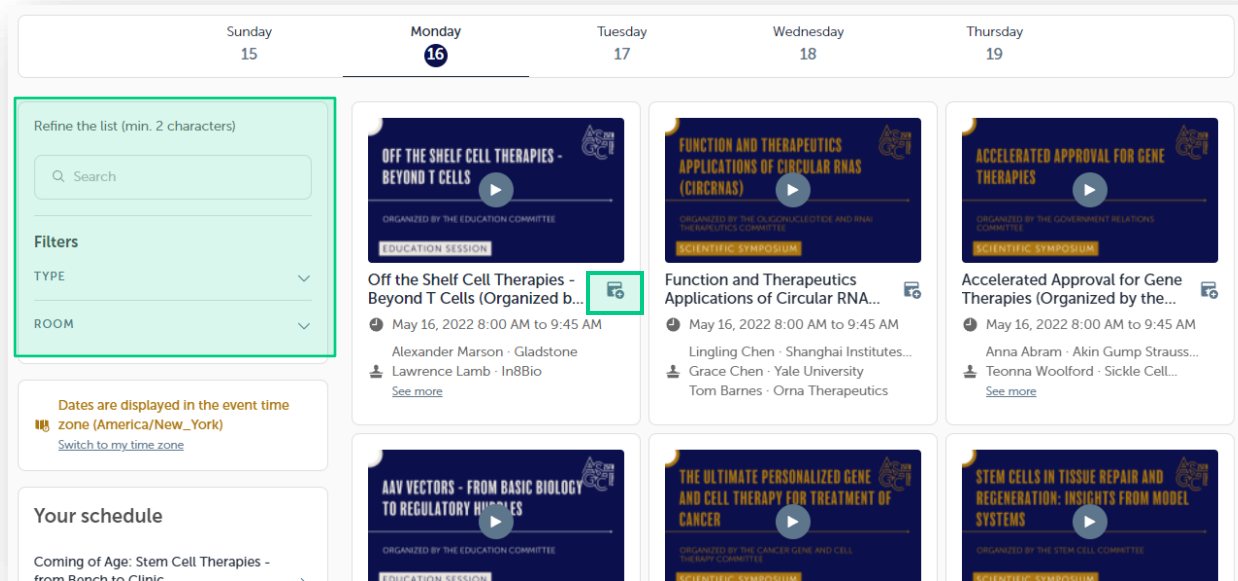 Sunday
15
Monday
16
Tuesday
17
Wednesday
18
Thursday
19
Refine the list (min. 2 characters)
Search
Filters
TYPE
ROOM
Dates are displayed in the event time
zone (America/New_York)
Switch to my time zone
Your schedule
Coming of Age: Stem Cell Therapies -
from Bench to Clinic
OFF THE SHELF CELL THERAPIES -
BEYOND T CELLS
ORGANIZED BY THE EDUCATION COMMITTEE
EDUCATION SESSION
Off the Shelf Cell Therapies -
Beyond T Cells (Organized b...
May 16, 2022 8:00 AM to 9:45 AM
Alexander Marson · Gladstone
Lawrence Lamb · In8Bio
See more
FUNCTION AND THERAPEUTICS
APPLICATIONS OF CIRCULAR RNAS
(CIRCRNAS)
ORGANIZED BY THE OLIGONUCLEOTIDE AND RNAI
THERAPEUTICS COMMITTEE
SCIENTIFIC SYMPOSIUM
Function and Therapeutics
Applications of Circular RNA...
May 16, 2022 8:00 AM to 9:45 AM
Lingling Chen · Shanghai Institutes...
Grace Chen · Yale University
Tom Barnes · Orna Therapeutics
ACCELERATED APPROVAL FOR GENE
THERAPIES
ORGANIZED BY THE GOVERNMENT RELATIONS
COMMITTEE
SCIENTIFIC SYMPOSIUM
Accelerated Approval for Gene
Therapies (Organized by the...
May 16, 2022 8:00 AM to 9:45 AM
Anna Abram · Akin Gump Strauss...
Teonna Woolford · Sickle Cell...
See more
AAV VECTORS - FROM BASIC BIOLOGY
TO REGULATORY
ORGANIZED BY THE EDUCATION COMMITTEE
EDUCATION SESSION
THE ULTIMATE PERSONALIZED GENE
AND CELL THERAPY FOR TREATMENT OF
CANCER
ORGANIZED BY THE CANCER GENE AND CELL
THERAPY COMMITTEE
SCIENTIFIC SYMPOSIUM
STEM CELLS IN TISSUE REPAIR AND
REGENERATION: INSIGHTS FROM MODEL
SYSTEMS
ORGANIZED BY THE STEM CELL COMMITTEE
SCIENTIFIC SYMPOSIUM